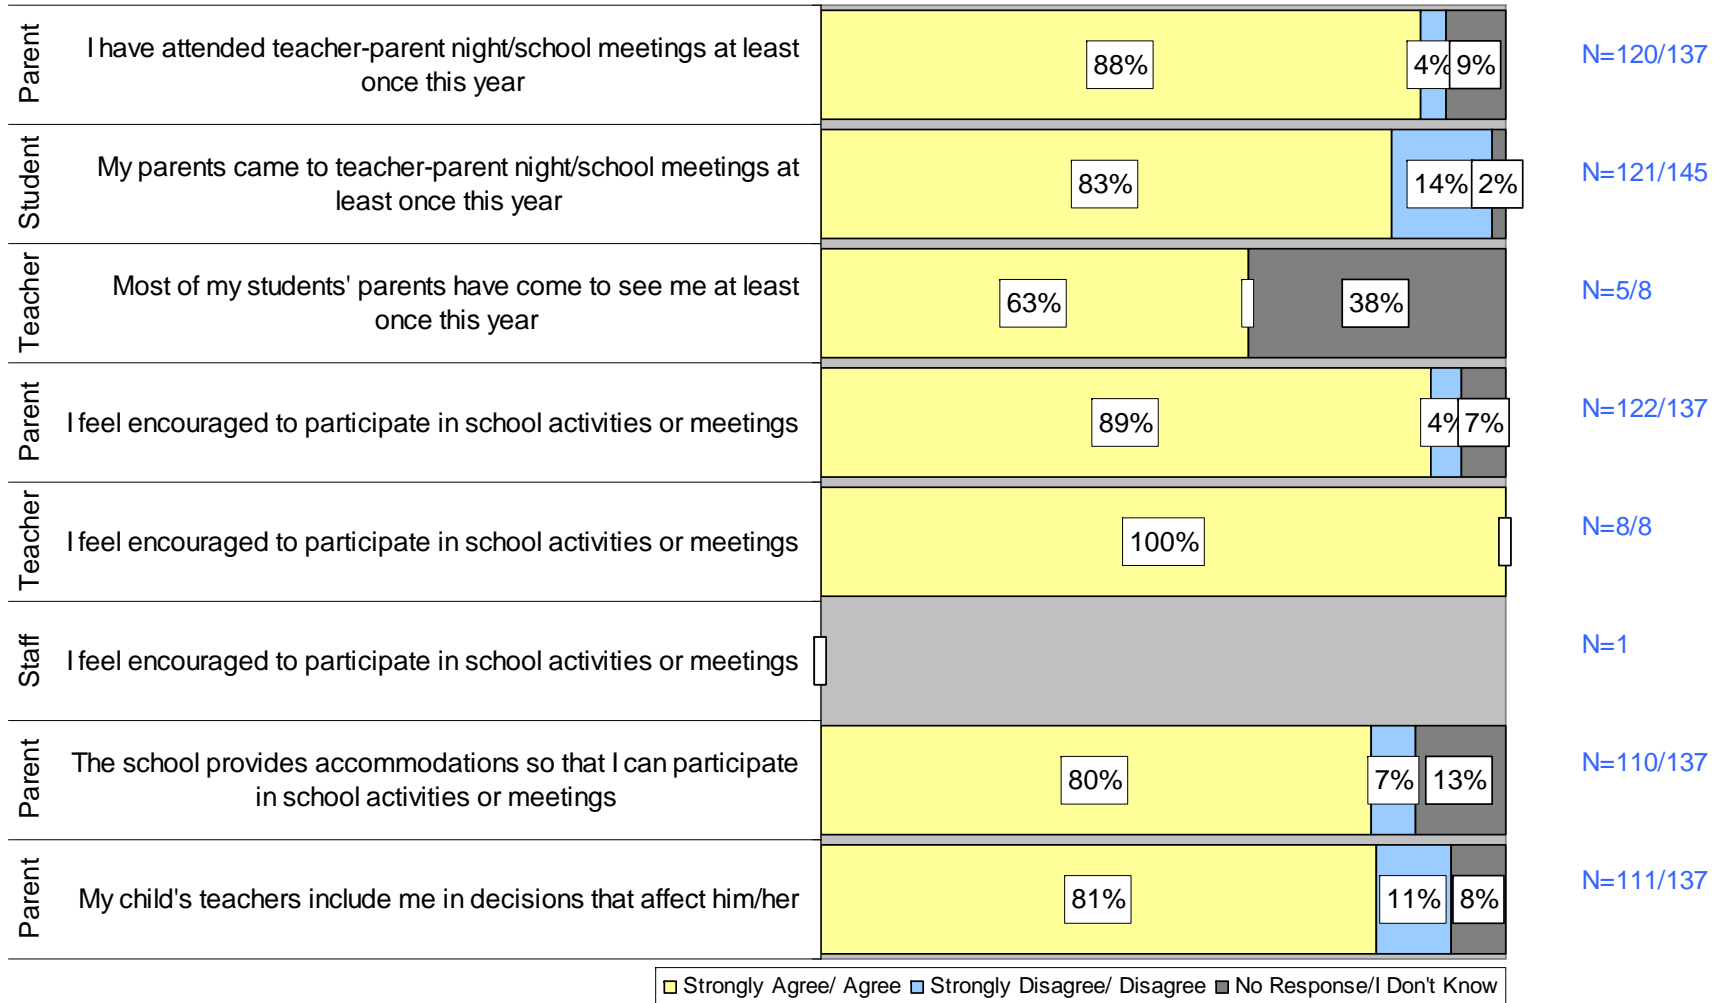 Parent
I have attended teacher-parent night/school meetings at least
once this year
88%
4%
9%
N=120/137
Student
My parents came to teacher-parent night/school meetings at
least once this year
83%
14%
2%
N=121/145
Teacher
Most of my students' parents have come to see me at least
once this year
63%
38%
N=5/8
Parent
I feel encouraged to participate in school activities or meetings
89%
4%
7%
N=122/137
Teacher
I feel encouraged to participate in school activities or meetings
100%
N=8/8
Staff
I feel encouraged to participate in school activities or meetings
N=1
Parent
The school provides accommodations so that I can participate
in school activities or meetings
80%
7%
13%
N=110/137
Parent
My child's teachers include me in decisions that affect him/her
81%
11%
8%
N=111/137
Strongly Agree/ Agree Strongly Disagree/ Disagree No Response/I Don't Know